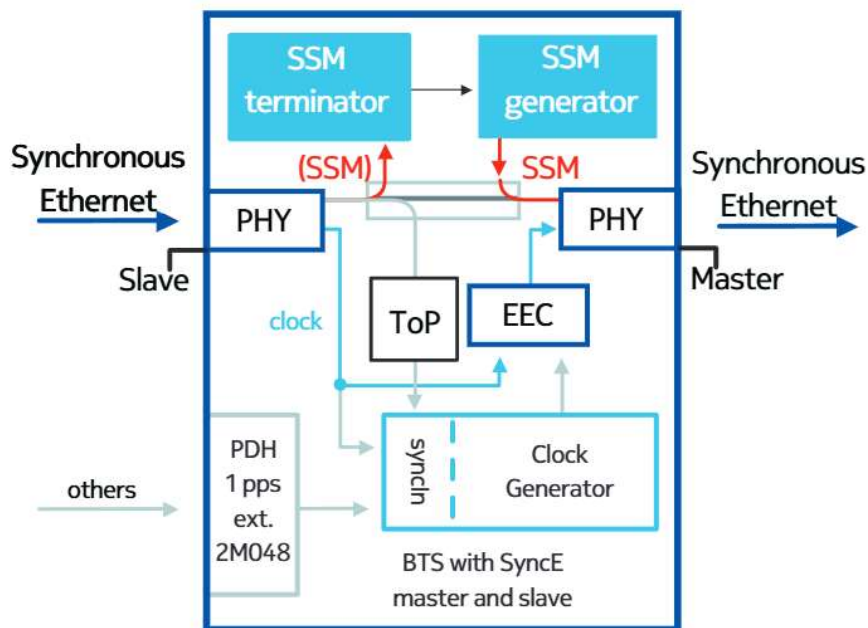 SSM
terminator
SSM
generator
Synchronous
Ethernet
(SSM)
SSM
Synchronous
Ethernet
PHY
PHY
Slave
Master
clock
ToP
EEC
PDH
1 pps
ext.
2M048
others
syncIn
Clock
Generator
BTS with SyncE
master and slave